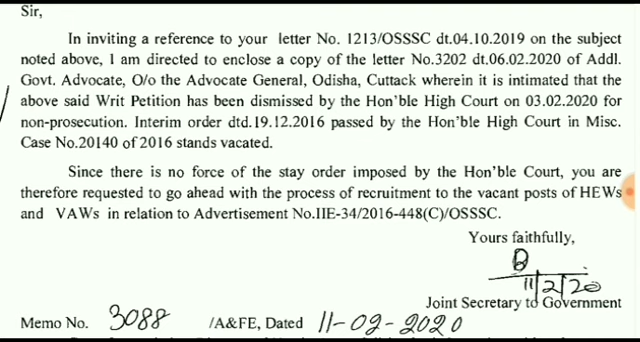 Sir,
In inviting a reference to your letter No. 1213/OSSSC dt.04.10.2019 on the subject
noted above, I am directed to enclose a copy of the letter No.3202 dt.06.02.2020 of Addl.
Govt. Advocate, O/o the Advocate General, Odisha, Cuttack wherein it is intimated that the
above said Writ Petition has been dismissed by the Hon'ble High Court on 03.02.2020 for
non-prosecution. Interim order dtd.19.12.2016 passed by the Hon'ble High Court in Misc.
Case No.20140 of 2016 stands vacated.
Since there is no force of the stay order imposed by the Hon'ble Court, you are
therefore requested to go ahead with the process of recruitment to the vacant posts of HEWs
and VAWs in relation to Advertisement No.IIE-34/2016-448(C)/OSSSC.
Yours faithfully,
11/2/20
Joint Secretary to Government
Memo No. 3088 /A&FE, Dated 11-02-2020